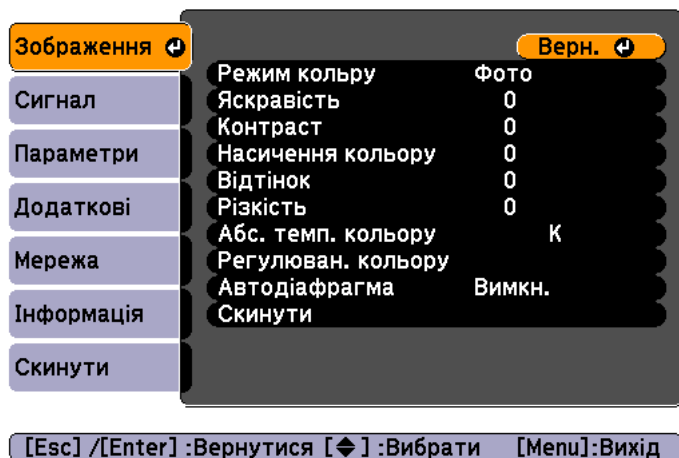 Зображення
Сигнал
Параметри
Додаткові
Мережа
Інформація
Скинути
Верн.
Режим кольру Фото
Яскравість 0
Контраст 0
Насичення кольору 0
Відтінок 0
Різкість 0
Абс. темп. кольору K
Регулюван. кольору
Автодіафрагма Вимкн.
Скинути
[Esc] /[Enter] :Вернутися [◆] :Вибрати [Menu]:Вихід